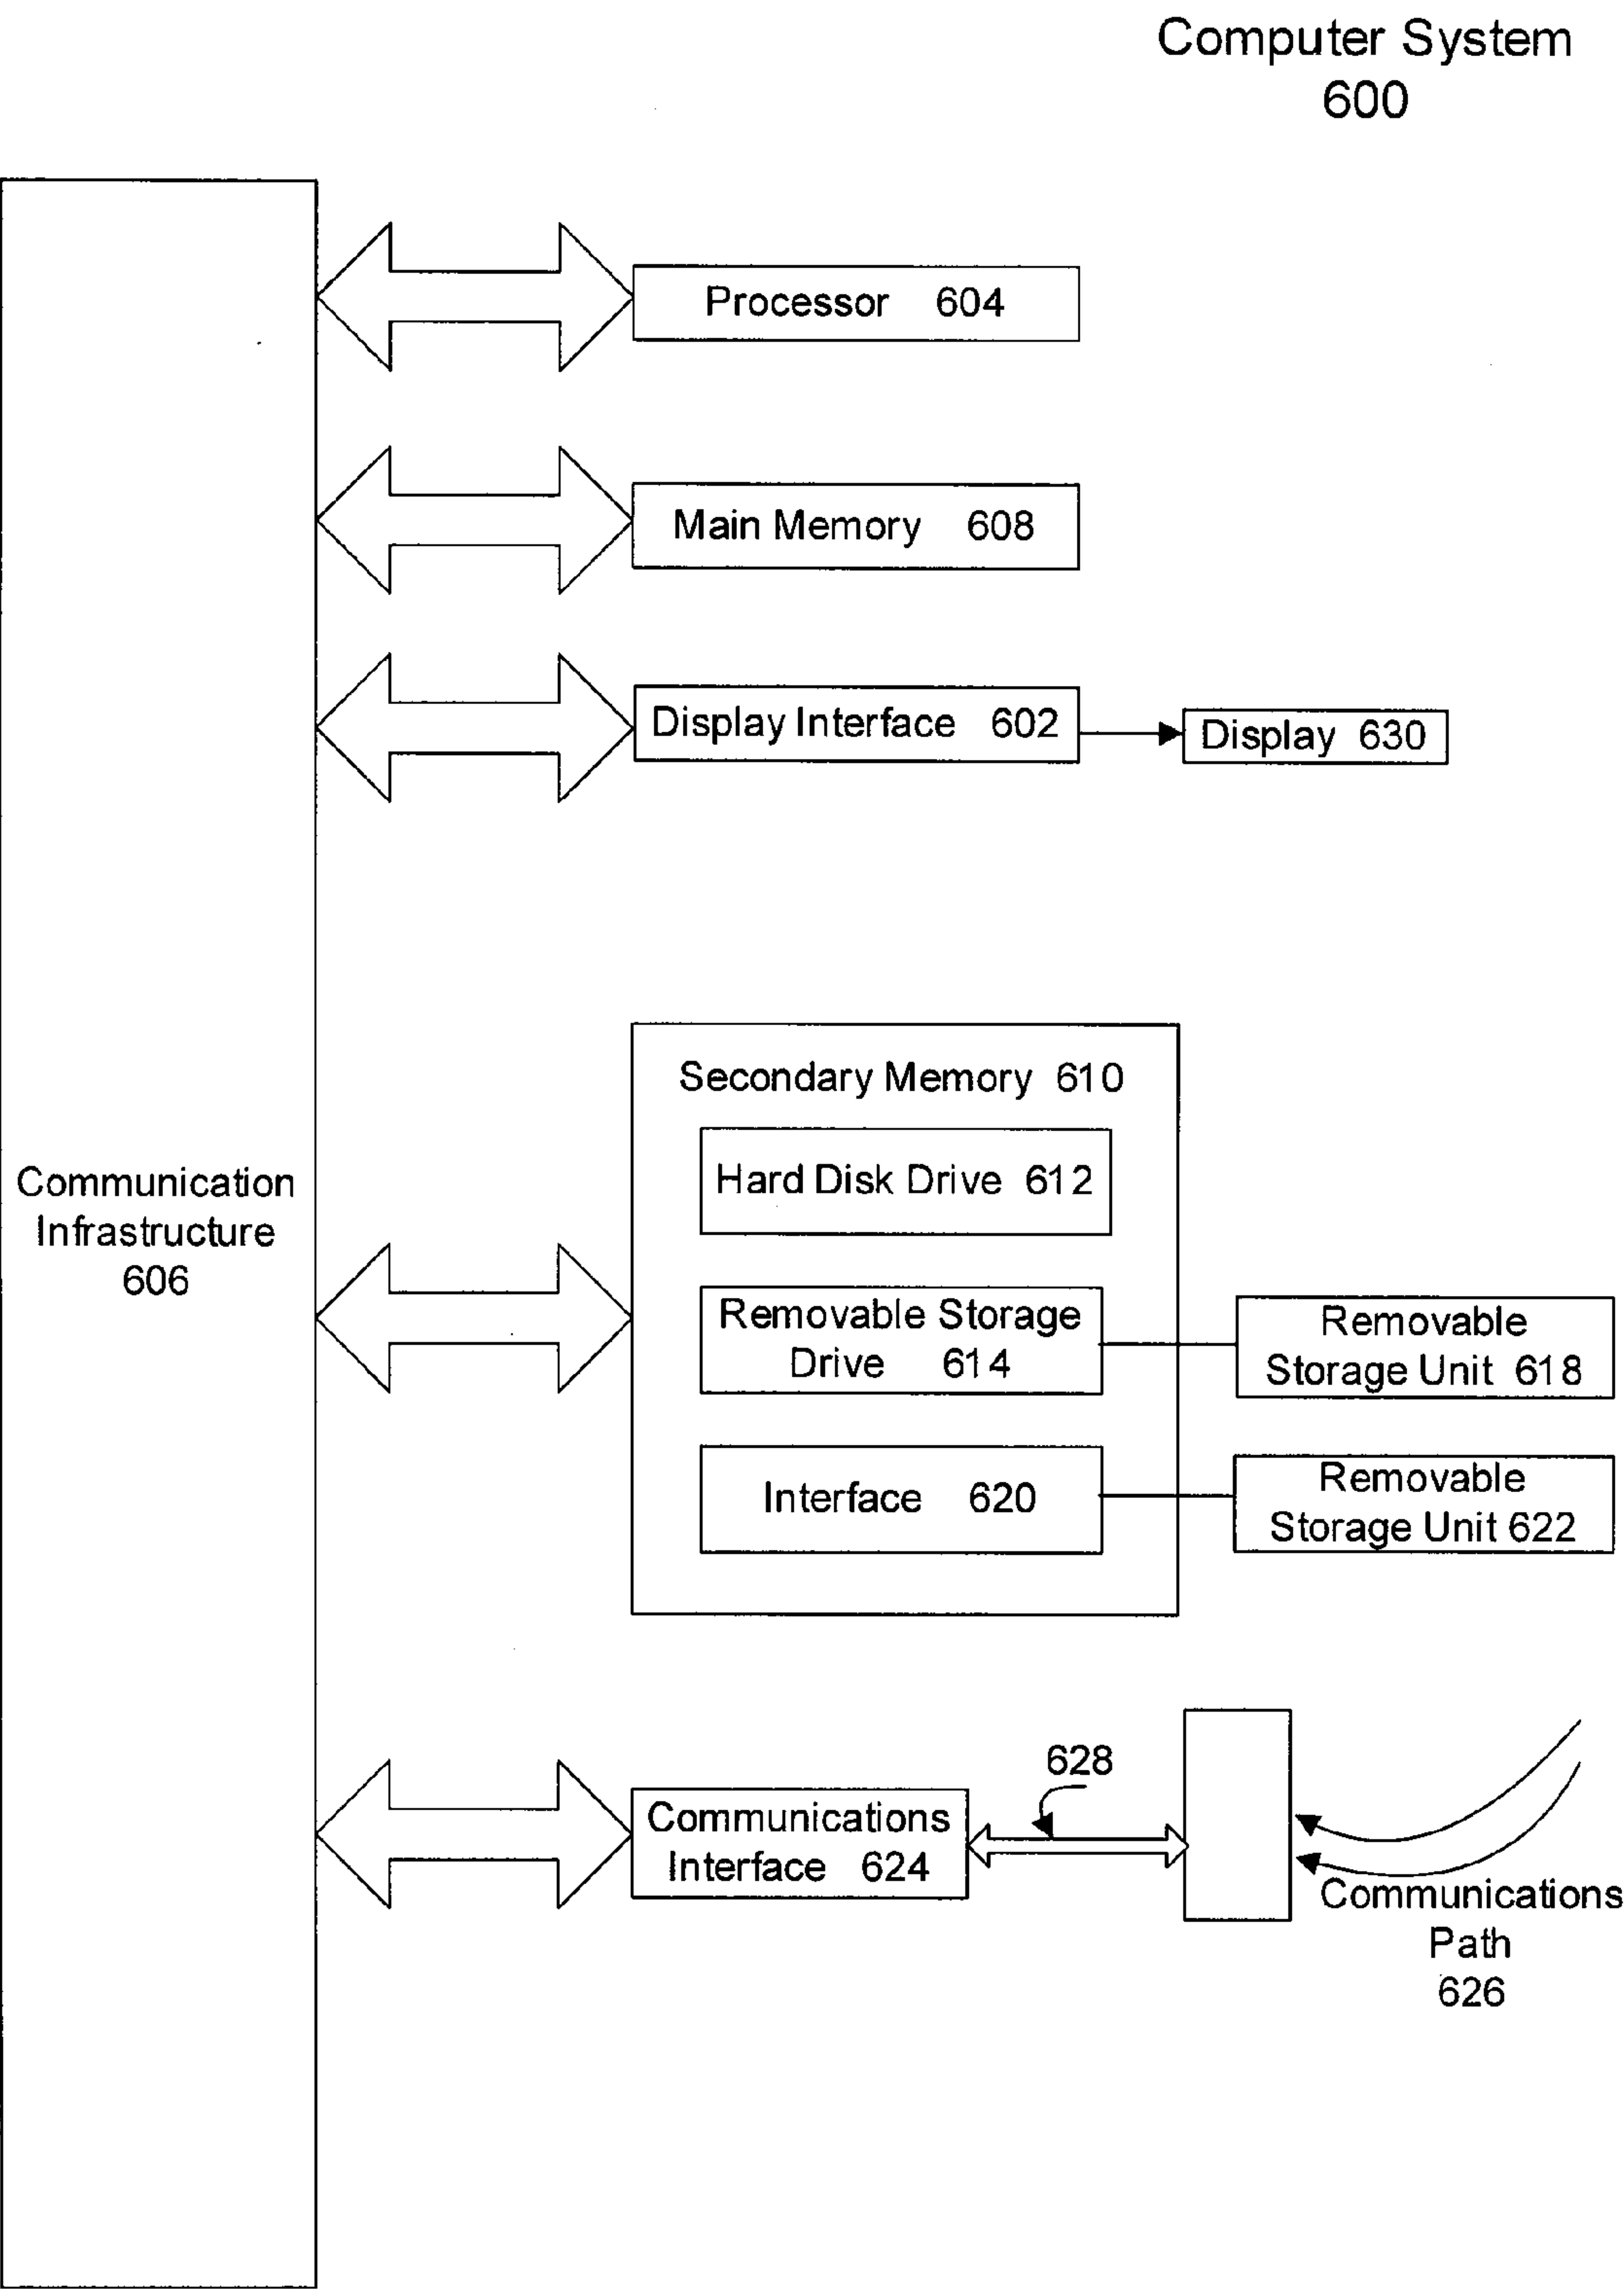 Computer System
600
Processor 604
Main Memory 608
Display Interface 602
Display 630
Secondary Memory 610
Hard Disk Drive 612
Communication
Infrastructure
606
Removable Storage
Drive 614
Removable
Storage Unit 618
Interface 620
Removable
Storage Unit 622
628
Communications
Interface 624
Communications
Path
626